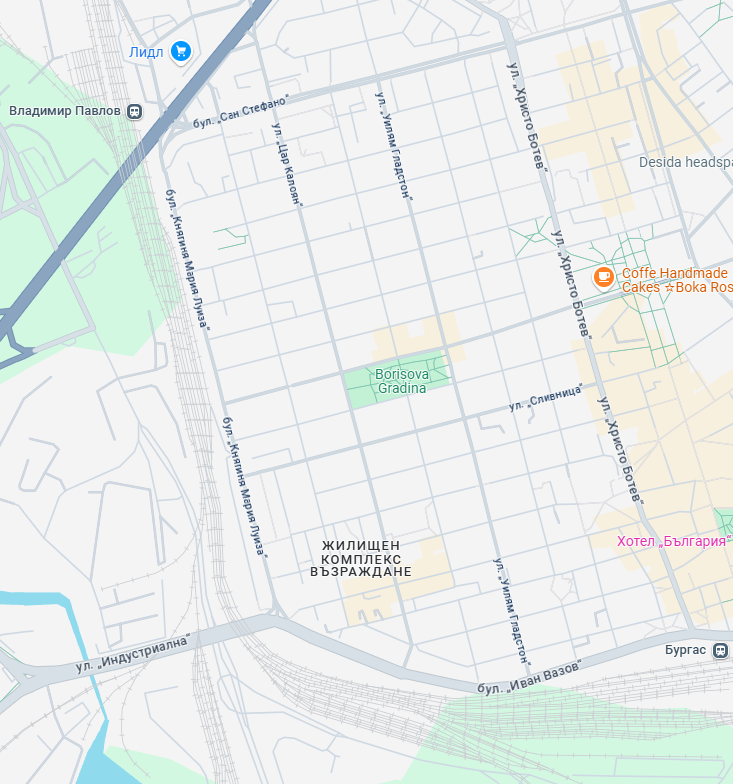 Лидл
Владимир Павлов
бул. „Сан Стефано“
ул. „Христо Ботев“
ул. „Уилям Гладстон“
ул. „Цар Калоян“
Desida headspa
бул. „Княгиня Мария Луиза“
ул. „Христо Ботев“
Coffe Handmade
Cakes ☆Boka Ros
Borisova
Gradina
ул. „Сливница“
ул. „Христо Ботев“
бул. „Княгиня Мария Луиза“
Хотел „България“
ЖИЛИЩЕН
КОМПЛЕКС
ВЪЗРАЖДАНЕ
ул. „Уилям Гладстон“
ул. „Индустриална“
Бургас
бул. „Иван Вазов“